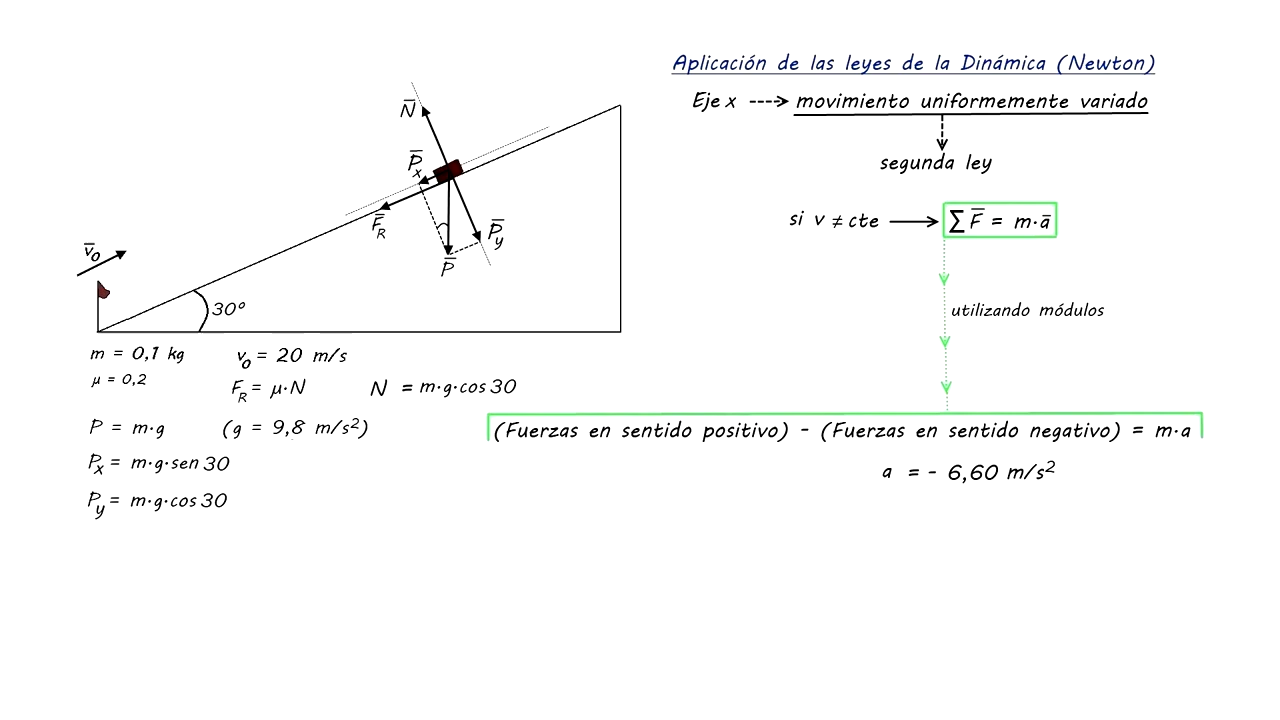 Aplicación de las leyes de la Dinámica (Newton)
Eje x ----> movimiento uniformemente variado
segunda ley
si v ≠ cte → ∑ F̅ = m·a̅
utilizando módulos
(Fuerzas en sentido positivo) - (Fuerzas en sentido negativo) = m·a
a = - 6,60 m/s²
N̅
P̅x
F̅R
P̅y
P̅
v̅₀
30º
m = 0,1 kg v₀ = 20 m/s
μ = 0,2 FR = μ·N N = m·g·cos 30
P = m·g (g = 9,8 m/s²)
Px = m·g·sen 30
Py = m·g·cos 30